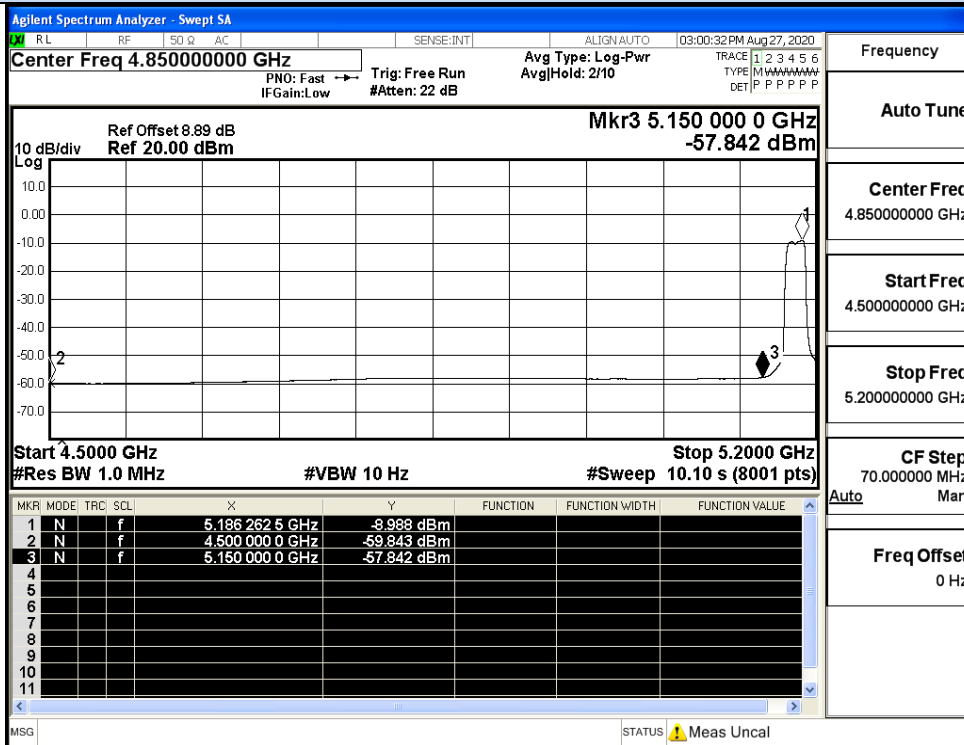 Agilent Spectrum Analyzer - Swept SA
LXI RL RF 50 Ω AC SENSE:INT ALIGN AUTO 03:00:32 PM Aug 27, 2020
Center Freq 4.850000000 GHz
PNO: Fast
IFGain:Low
Trig: Free Run
#Atten: 22 dB
Avg Type: Log-Pwr
Avg|Hold: 2/10
TRACE 1 2 3 4 5 6
TYPE M W W W W W
DET P P P P P P
Mkr3 5.150 000 0 GHz
-57.842 dBm
Ref Offset 8.89 dB
10 dB/div Ref 20.00 dBm
Log
10.0
0.00
-10.0
-20.0
-30.0
-40.0
-50.0
-60.0
-70.0
1
2
3
Start 4.5000 GHz Stop 5.2000 GHz
#Res BW 1.0 MHz #VBW 10 Hz #Sweep 10.10 s (8001 pts)
MKR MODE TRC SCL X Y FUNCTION FUNCTION WIDTH FUNCTION VALUE
1 N f 5.186 262 5 GHz -8.988 dBm
2 N f 4.500 000 0 GHz -59.843 dBm
3 N f 5.150 000 0 GHz -57.842 dBm
4
5
6
7
8
9
10
11
MSG STATUS Meas Uncal
Frequency
Auto Tune
Center Freq
4.850000000 GHz
Start Freq
4.500000000 GHz
Stop Freq
5.200000000 GHz
CF Step
70.000000 MHz
Auto Man
Freq Offset
0 Hz